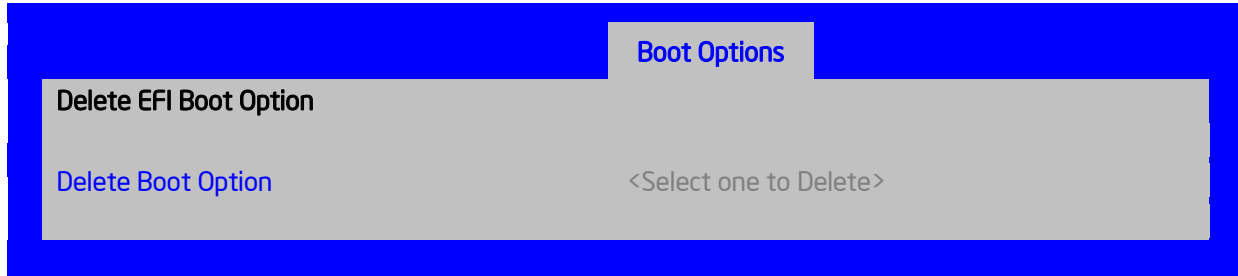 Boot Options
Delete EFI Boot Option
Delete Boot Option <Select one to Delete>